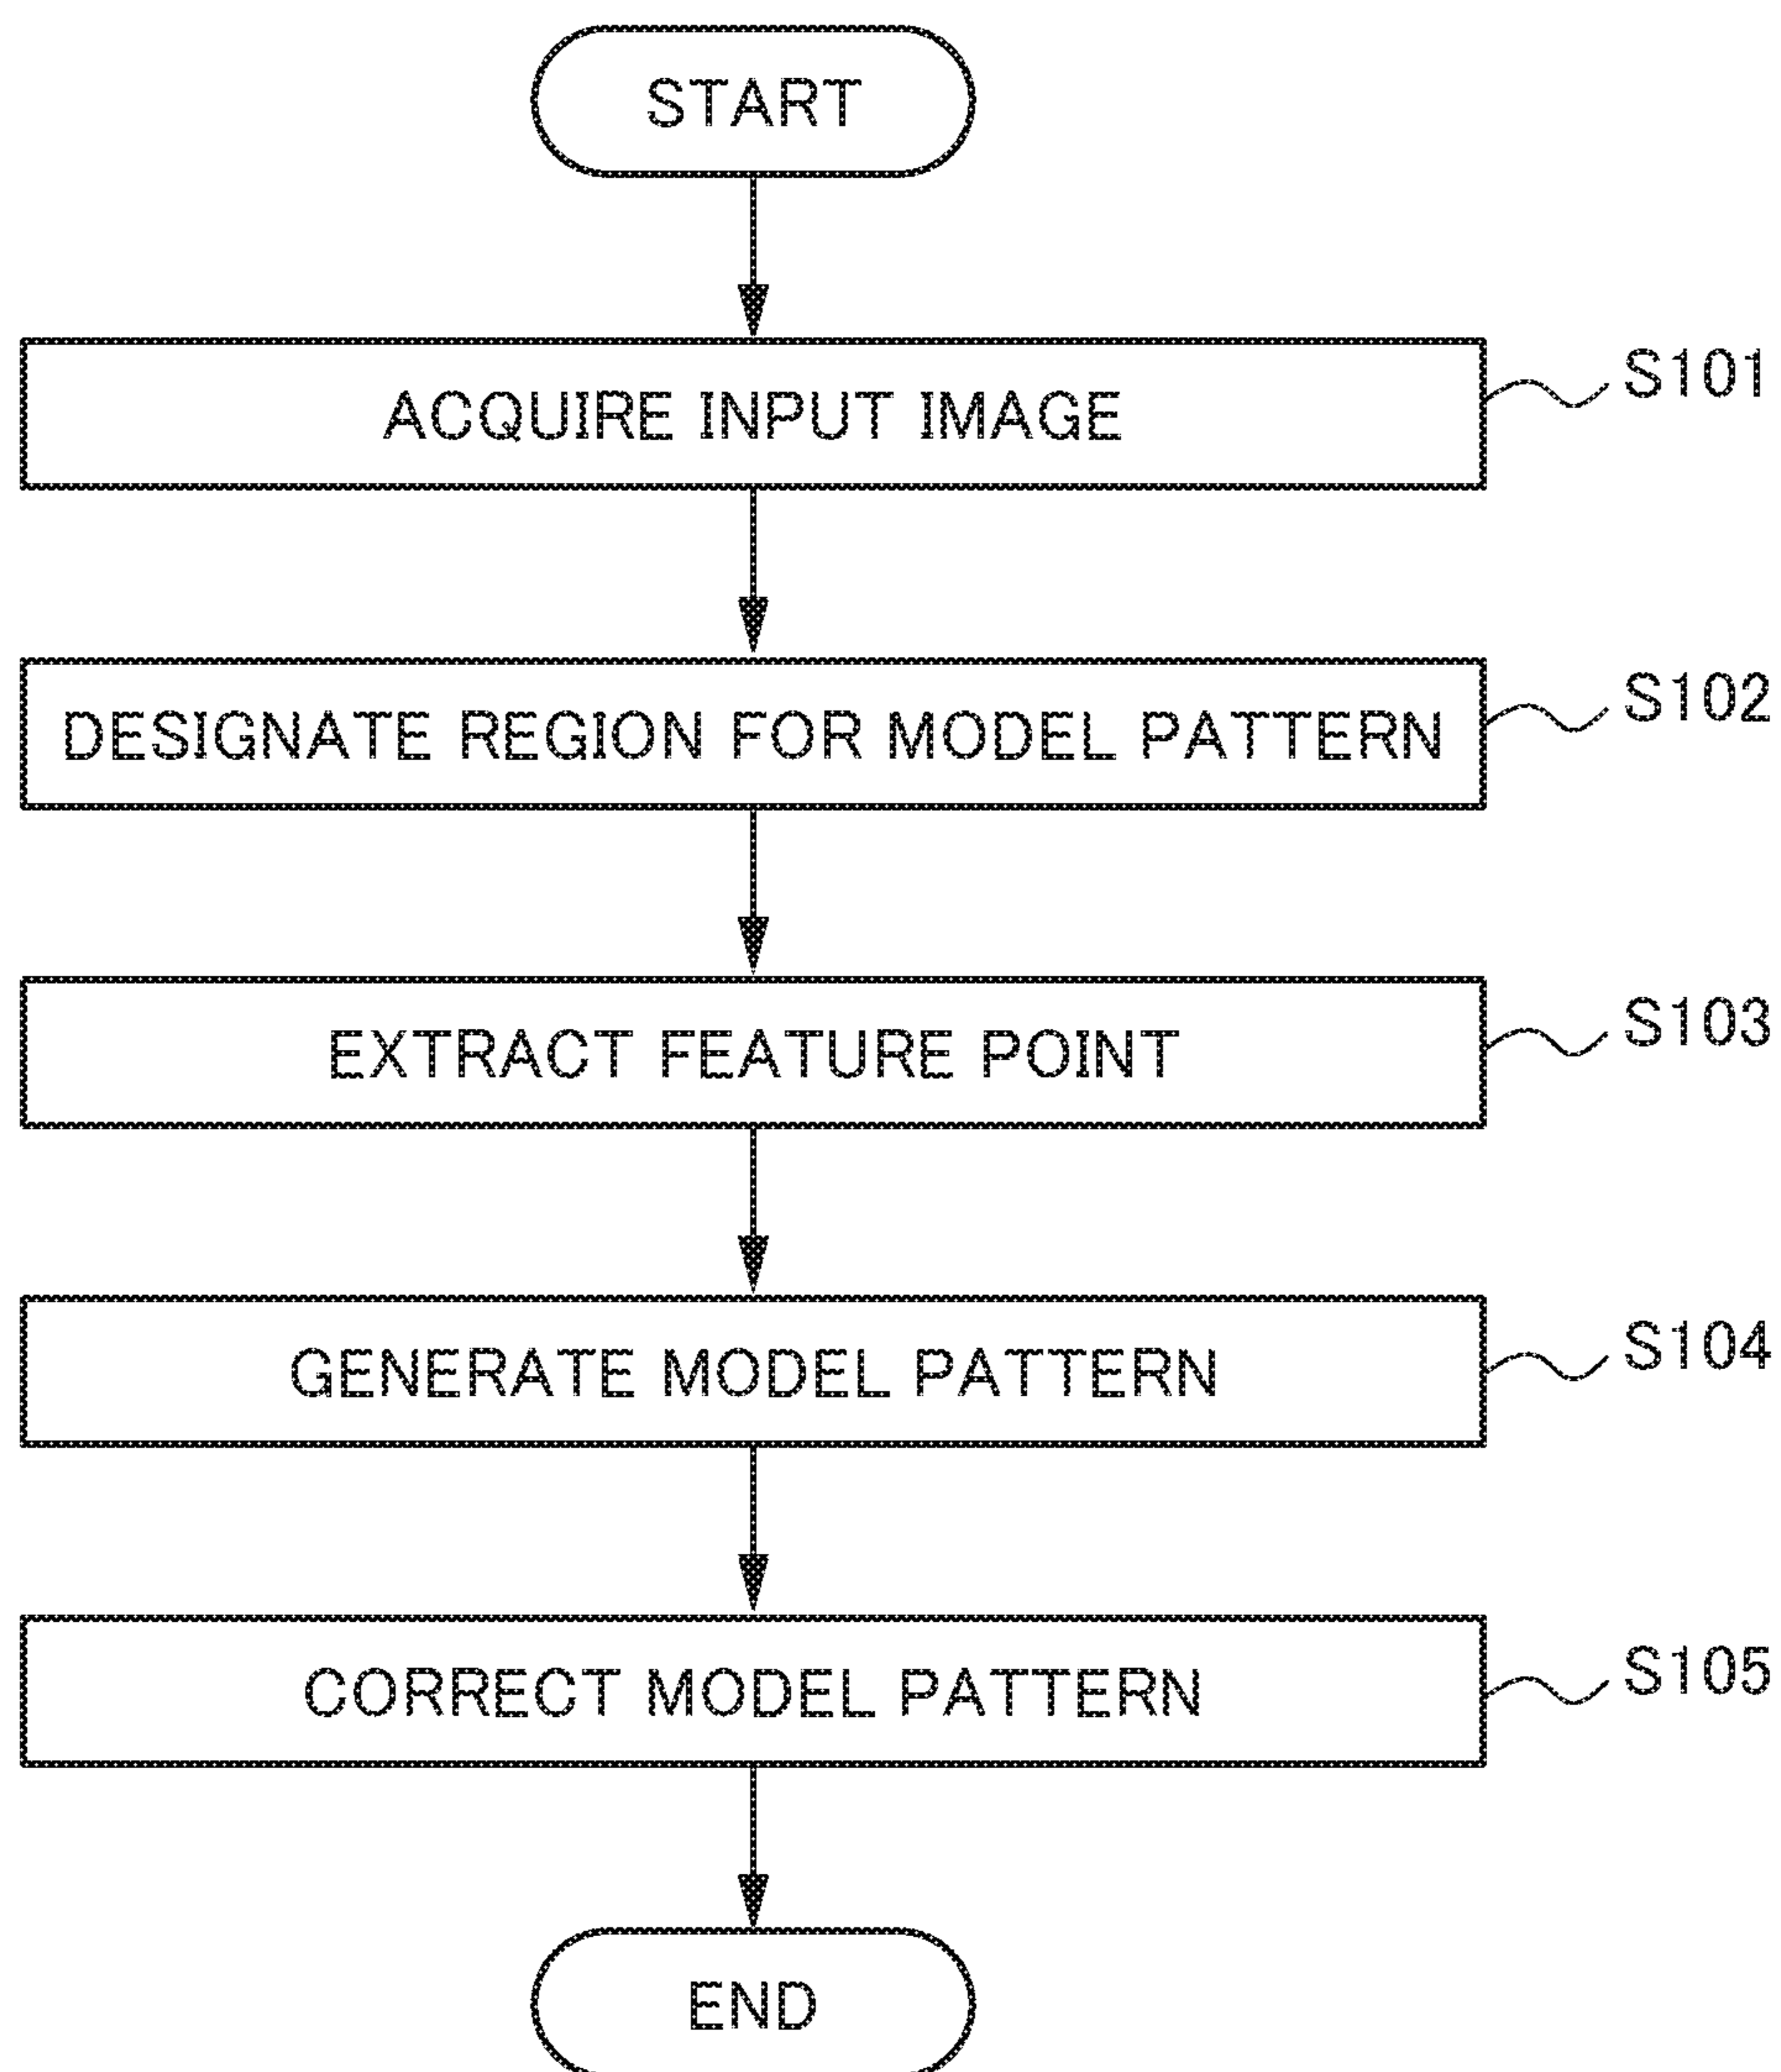 START
ACQUIRE INPUT IMAGE
S101
DESIGNATE REGION FOR MODEL PATTERN
S102
EXTRACT FEATURE POINT
S103
GENERATE MODEL PATTERN
S104
CORRECT MODEL PATTERN
S105
END